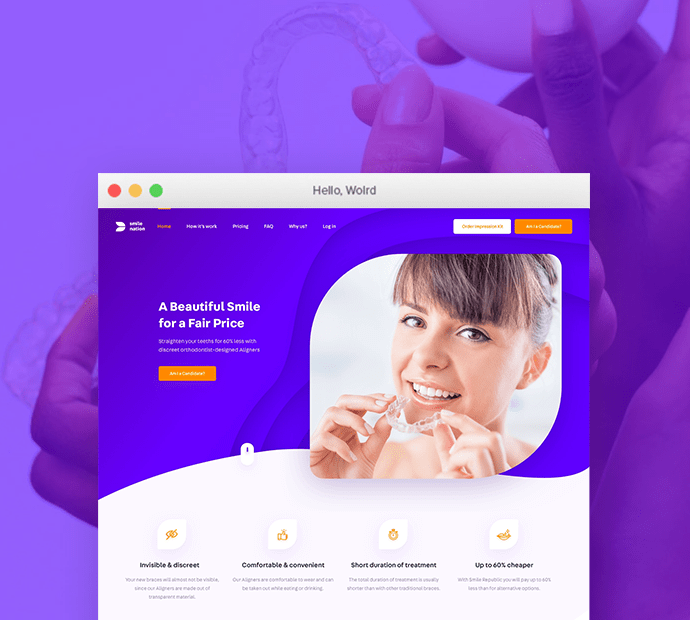 Hello, Wolrd
smile
nation
Home
How it's work
Pricing
FAQ
Why us?
Log in
Order Impression Kit
Am I a Candidate?
A Beautiful Smile
for a Fair Price
Straighten your teeths for 60% less with
discreet orthodontist-designed Aligners
Am I a Candidate?
Invisible & discreet
Your new braces will almost not be visible,
since our Aligners are made out of
transparent material.
Comfortable & convenient
Our Aligners are comfortable to wear and can
be taken out while eating or drinking.
Short duration of treatment
The total duration of treatment is usually
shorter than with other traditional braces.
Up to 60% cheaper
With Smile Republic you will pay up to 60%
less than for alternative options.